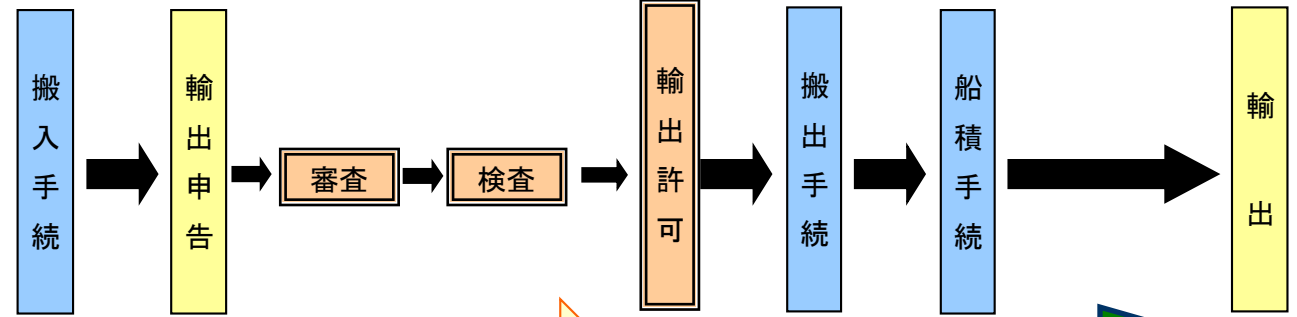 搬入手続
輸出申告
審査
検査
輸出許可
搬出手続
船積手続
輸出